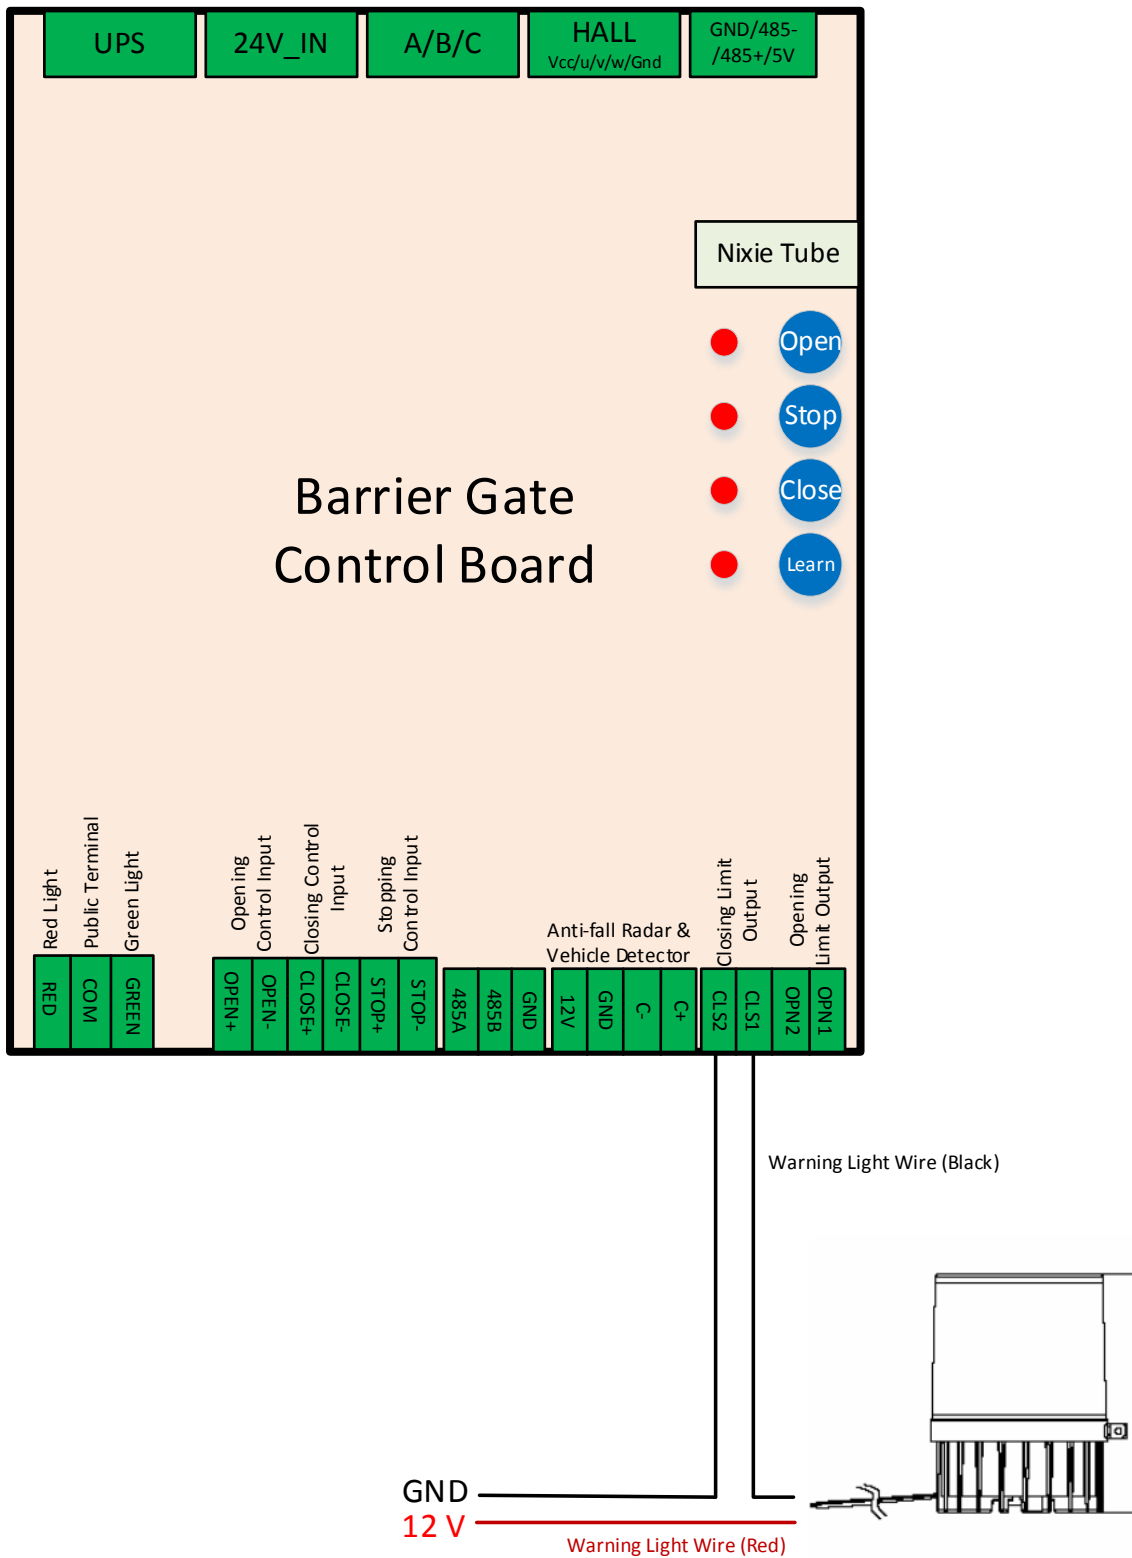 UPS
24V_IN
A/B/C
HALL
Vcc/u/v/w/Gnd
GND/485-
/485+/5V
Nixie Tube
Open
Stop
Close
Learn
Barrier Gate
Control Board
Red Light
Public Terminal
Green Light
Opening
Control Input
Closing Control
Input
Stopping
Control Input
Anti-fall Radar &
Vehicle Detector
Closing Limit
Output
Opening
Limit Output
RED
COM
GREEN
OPEN+
OPEN-
CLOSE+
CLOSE-
STOP+
STOP-
485A
485B
GND
12V
GND
C-
C+
CLS2
CLS1
OPN2
OPN1
Warning Light Wire (Black)
GND
12 V
Warning Light Wire (Red)